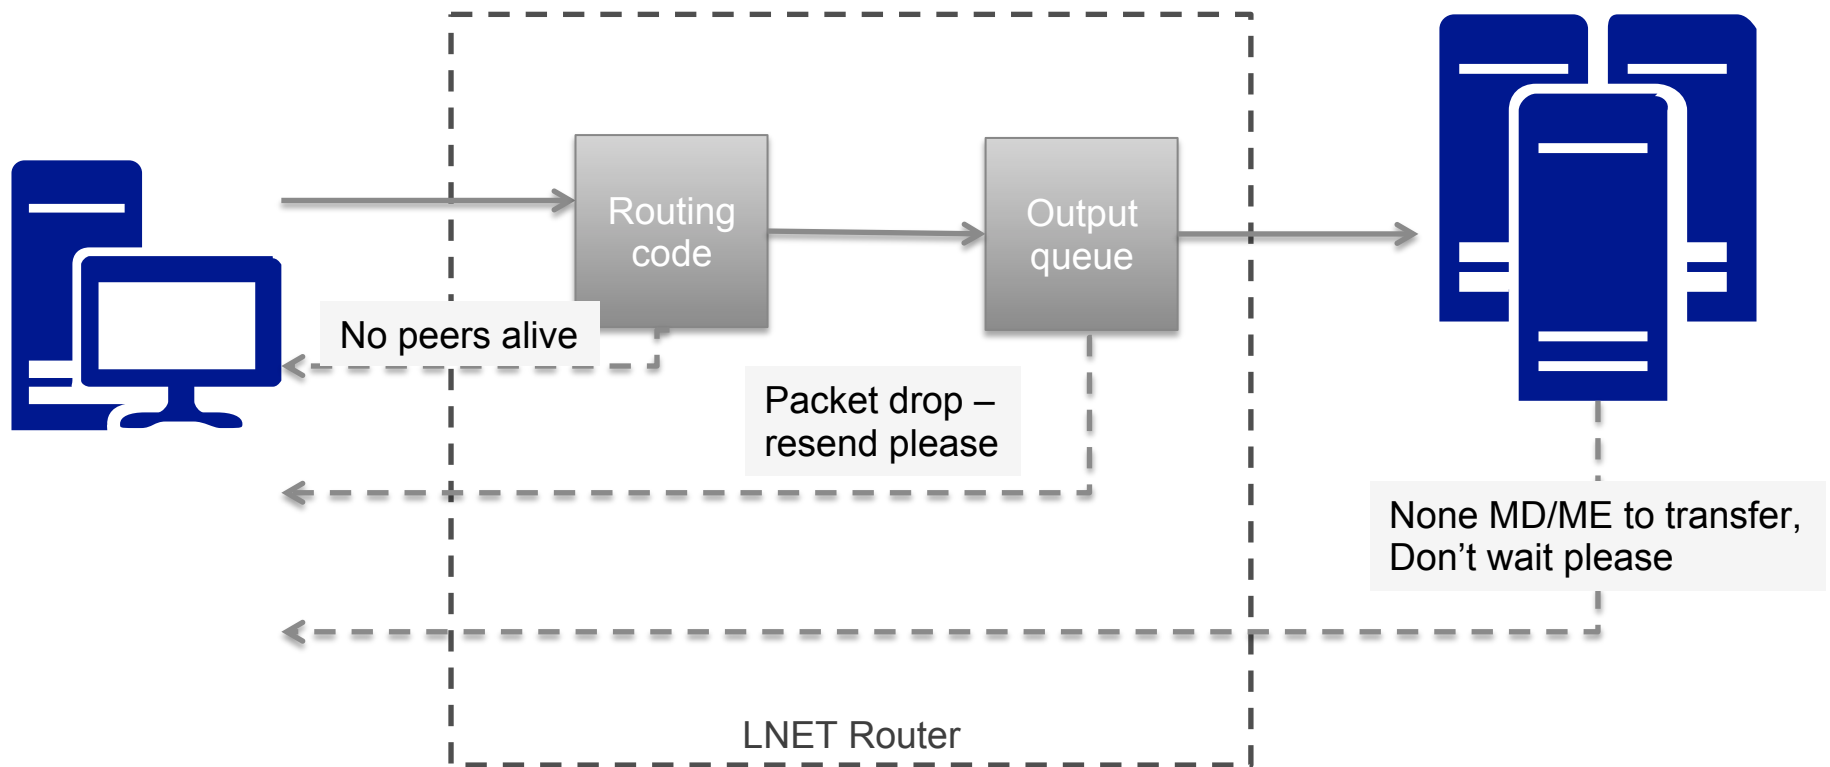 Routing
code
Output
queue
No peers alive
Packet drop –
resend please
None MD/ME to transfer,
Don’t wait please
LNET Router